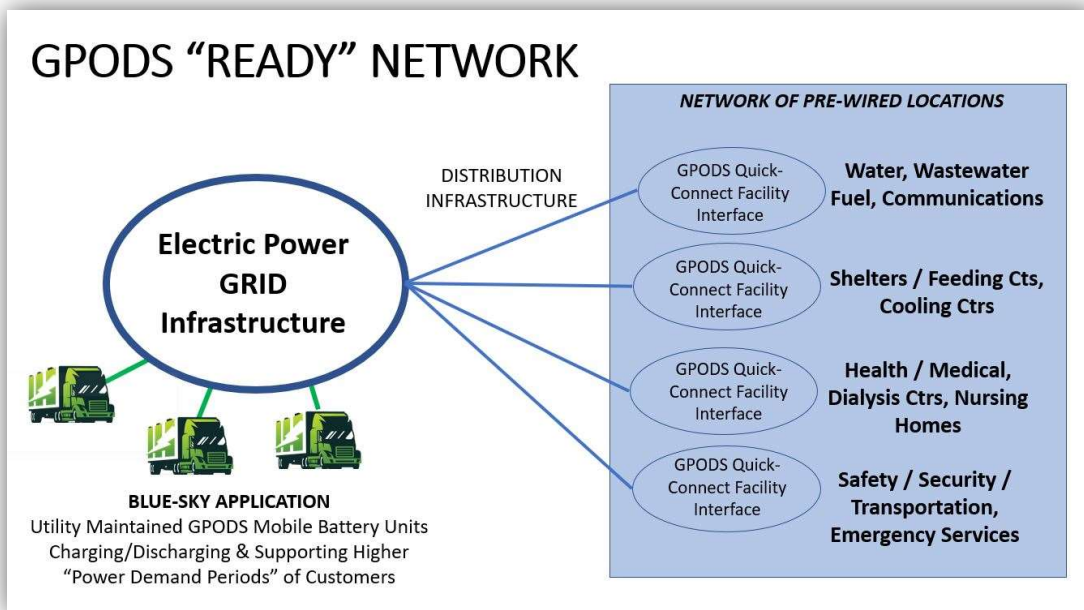 GPODS “READY” NETWORK
NETWORK OF PRE-WIRED LOCATIONS
DISTRIBUTION
INFRASTRUCTURE
Electric Power
GRID
Infrastructure
GPODS Quick-
Connect Facility
Interface
Water, Wastewater
Fuel, Communications
GPODS Quick-
Connect Facility
Interface
Shelters / Feeding Cts,
Cooling Ctrs
GPODS Quick-
Connect Facility
Interface
Health / Medical,
Dialysis Ctrs, Nursing
Homes
GPODS Quick-
Connect Facility
Interface
Safety / Security /
Transportation,
Emergency Services
BLUE-SKY APPLICATION
Utility Maintained GPODS Mobile Battery Units
Charging/Discharging & Supporting Higher
“Power Demand Periods” of Customers